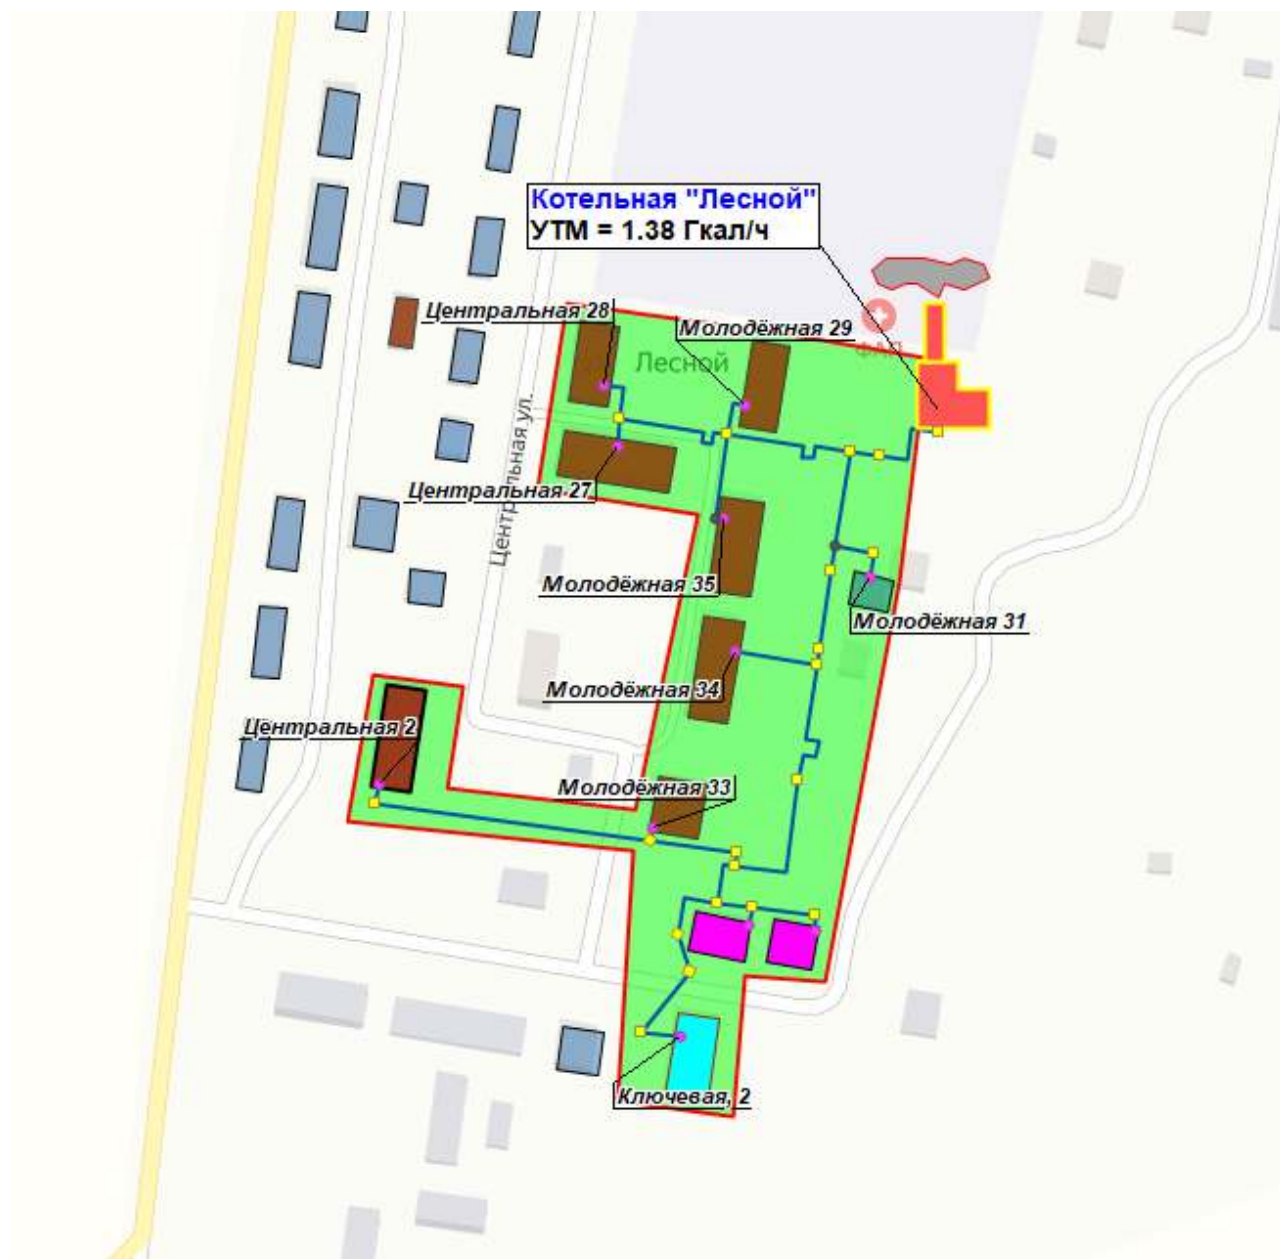 Котельная "Лесной"
УТМ = 1.38 Гкал/ч
Центральная 28
Молодёжная 29
ФАП
Лесной
Центральная ул.
Центральная 27
Молодёжная 35
Молодёжная 31
Молодёжная 34
Центральная 2
Молодёжная 33
Ключевая, 2